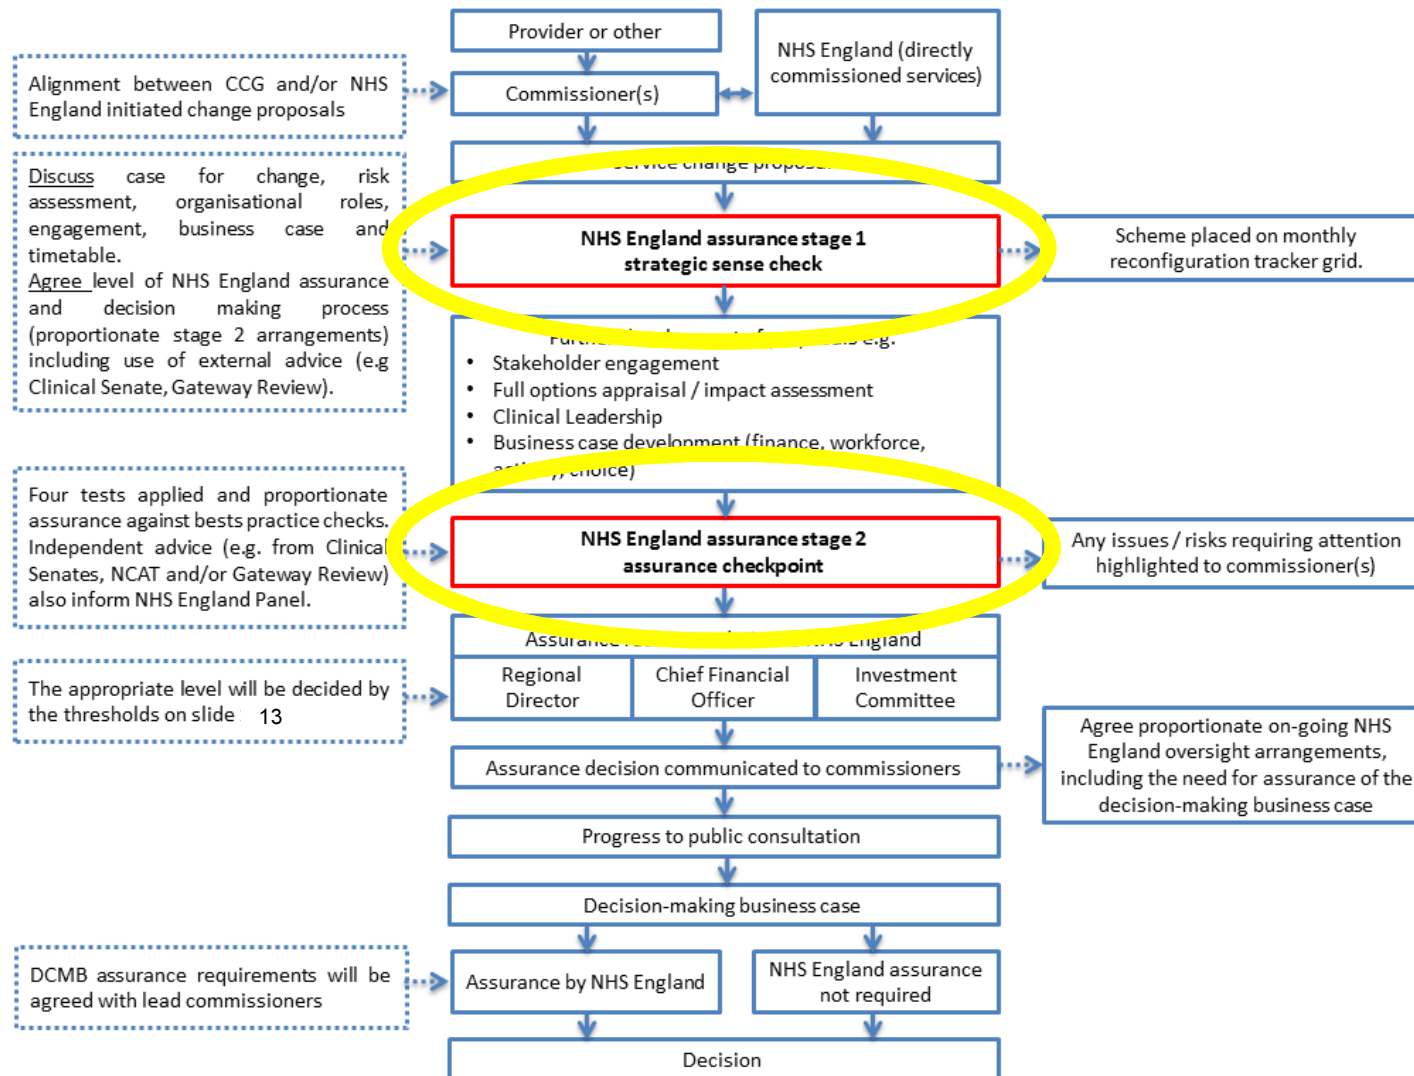 Provider or other
NHS England (directly
commissioned services)
Alignment between CCG and/or NHS
England initiated change proposals
Commissioner(s)
service change propos
Discuss case for change, risk
assessment, organisational roles,
engagement, business case and
timetable.
Agree level of NHS England assurance
and decision making process
(proportionate stage 2 arrangements)
including use of external advice (e.g
Clinical Senate, Gateway Review).
NHS England assurance stage 1
strategic sense check
Scheme placed on monthly
reconfiguration tracker grid.
e.g.
• Stakeholder engagement
• Full options appraisal / impact assessment
• Clinical Leadership
• Business case development (finance, workforce,
choice)
Four tests applied and proportionate
assurance against bests practice checks.
Independent advice (e.g. from Clinical
Senates, NCAT and/or Gateway Review)
also inform NHS England Panel.
NHS England assurance stage 2
assurance checkpoint
Any issues / risks requiring attention
highlighted to commissioner(s)
NHS England
Regional
Director
Chief Financial
Officer
Investment
Committee
The appropriate level will be decided by
the thresholds on slide 13
Assurance decision communicated to commissioners
Agree proportionate on-going NHS
England oversight arrangements,
including the need for assurance of the
decision-making business case
Progress to public consultation
Decision-making business case
DCMB assurance requirements will be
agreed with lead commissioners
Assurance by NHS England
NHS England assurance
not required
Decision